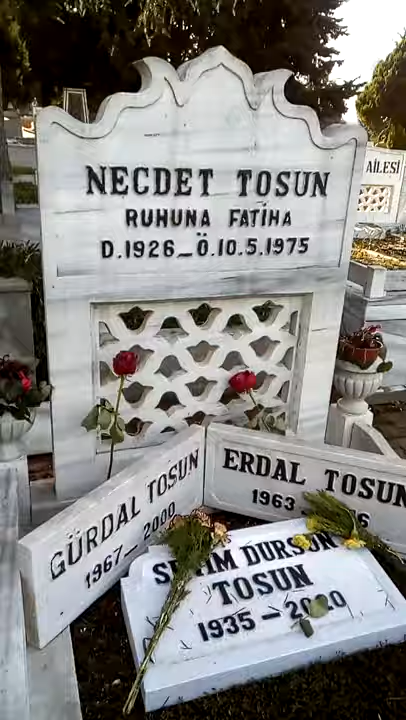 NECDET TOSUN
RUHUNA FATİHA
D.1926_Ö.10.5.1975
AİLESİ
GÜRDAL TOSUN
1967– 2000
ERDAL TOSUN
1963
TOSUN
1935–